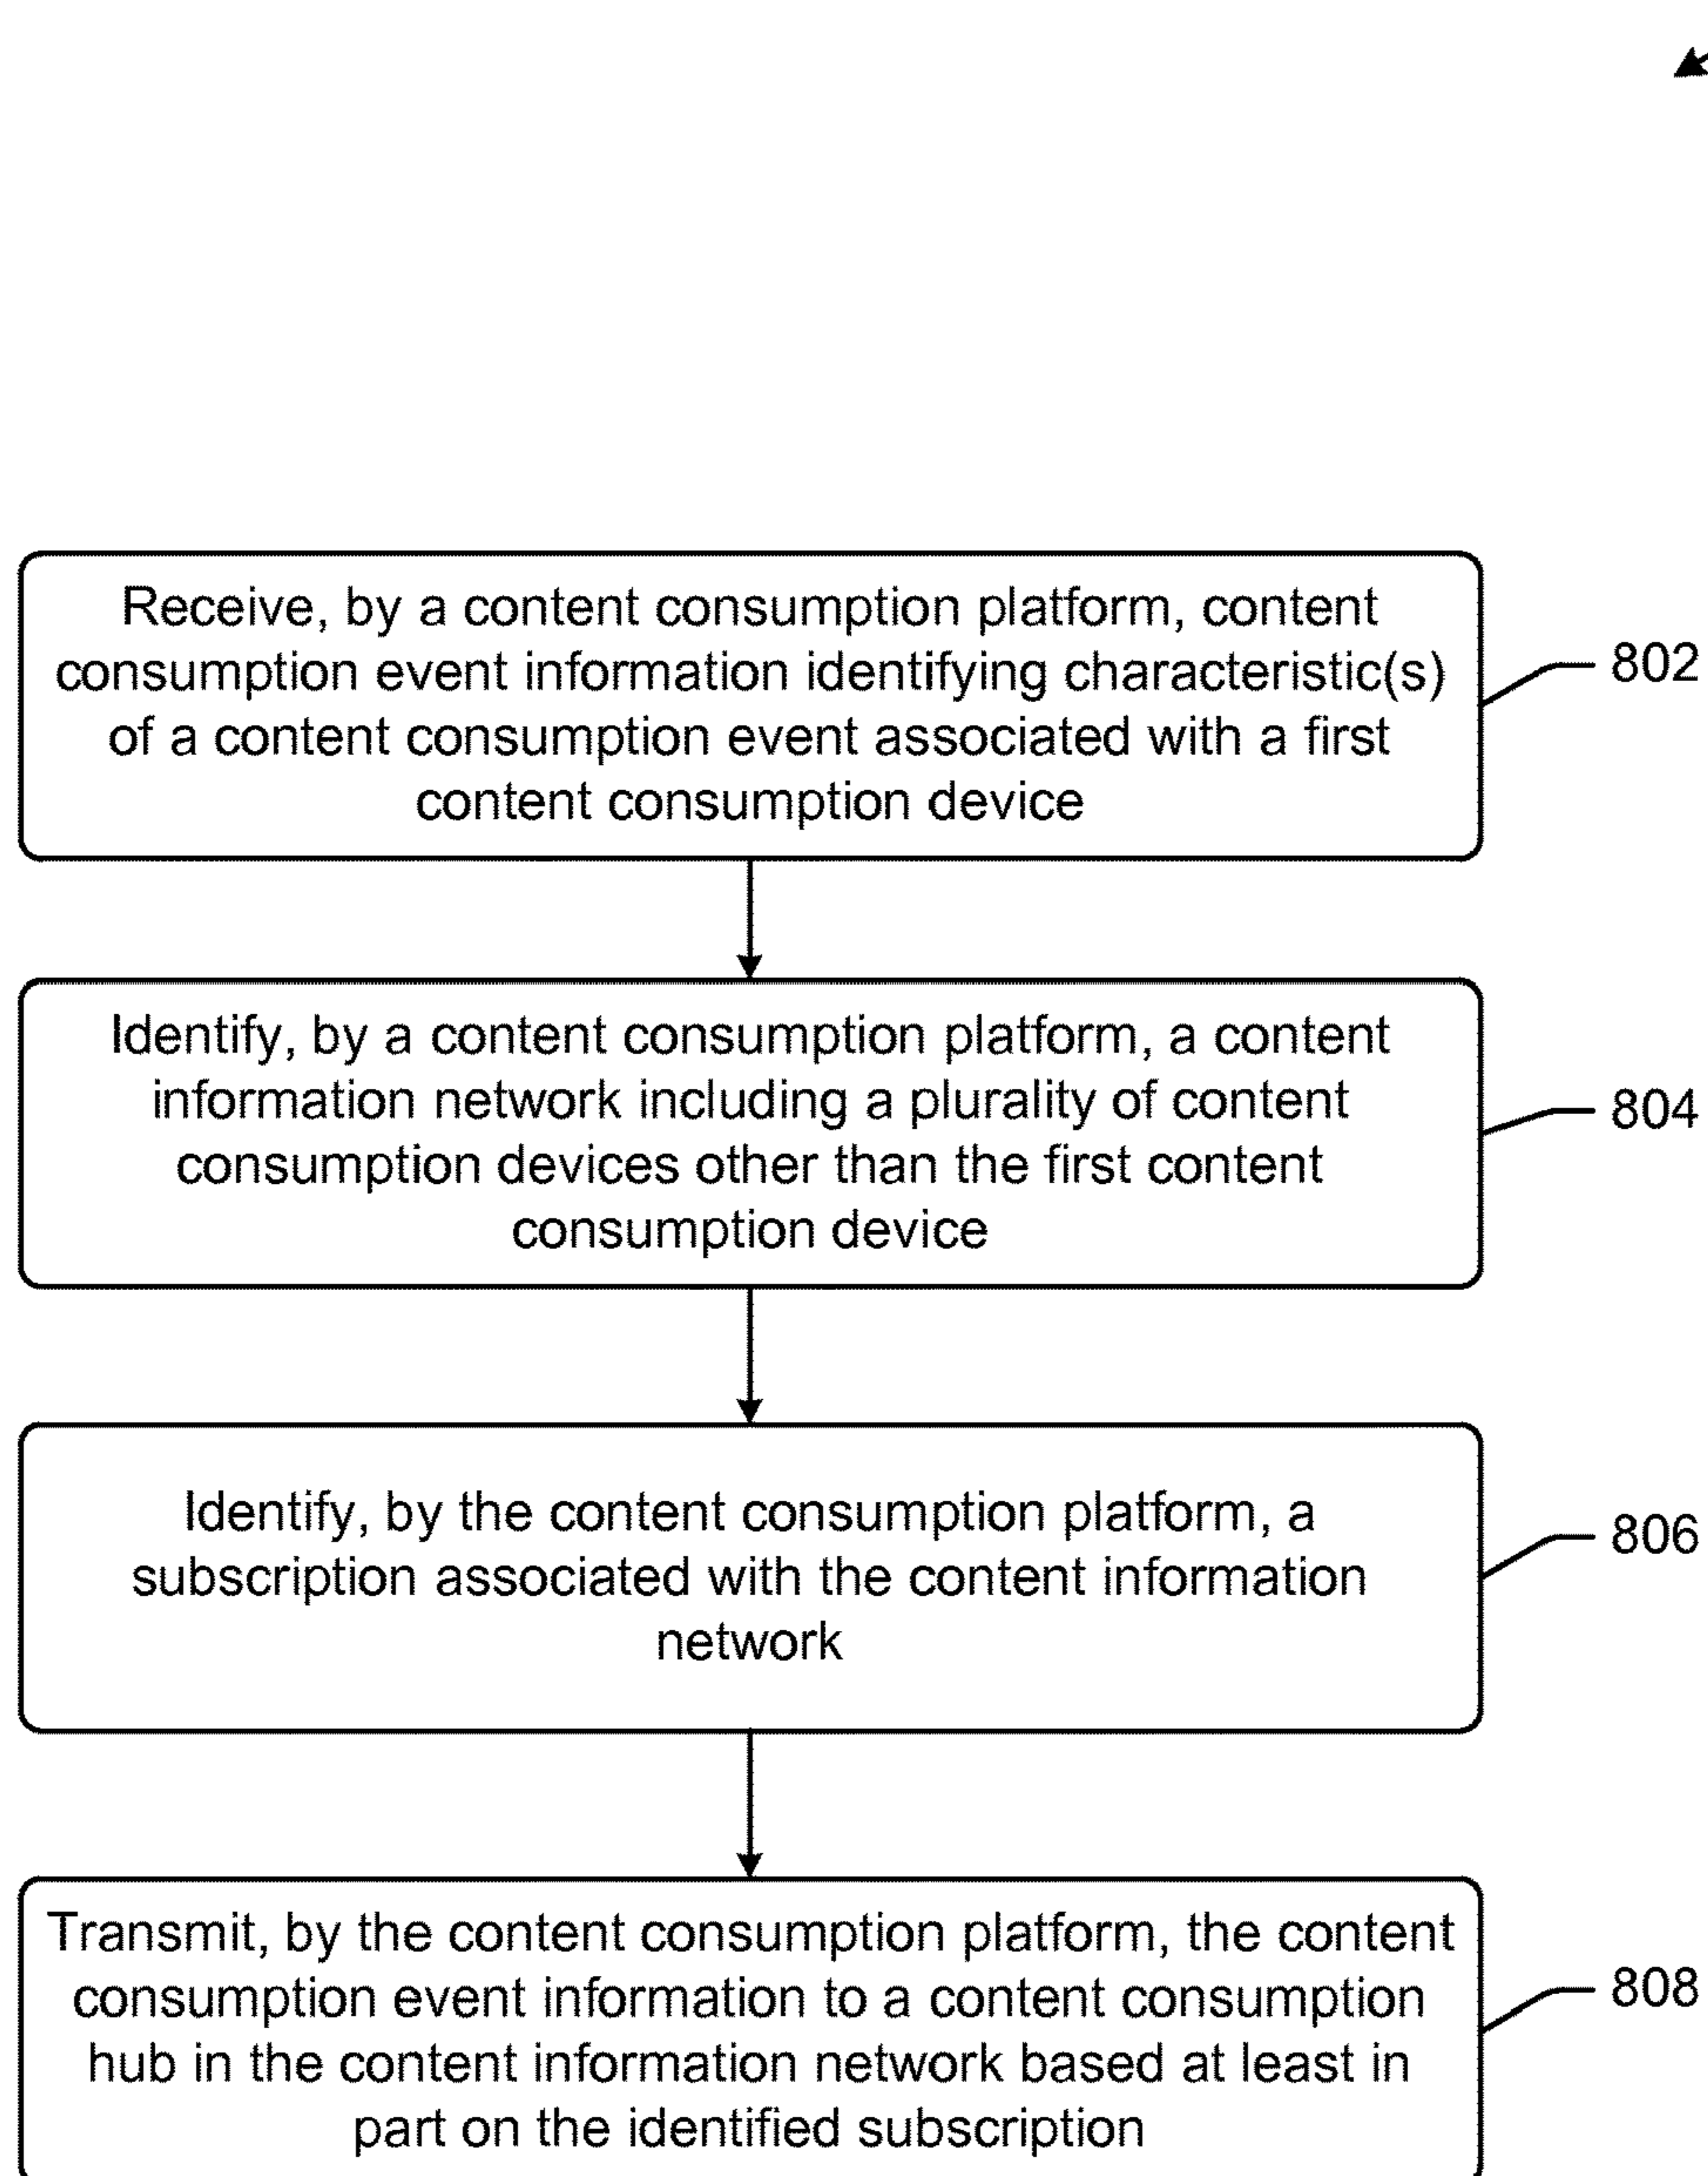 Receive, by a content consumption platform, content
consumption event information identifying characteristic(s)
of a content consumption event associated with a first
content consumption device
802
Identify, by a content consumption platform, a content
information network including a plurality of content
consumption devices other than the first content
consumption device
804
Identify, by the content consumption platform, a
subscription associated with the content information
network
806
Transmit, by the content consumption platform, the content
consumption event information to a content consumption
hub in the content information network based at least in
part on the identified subscription
808